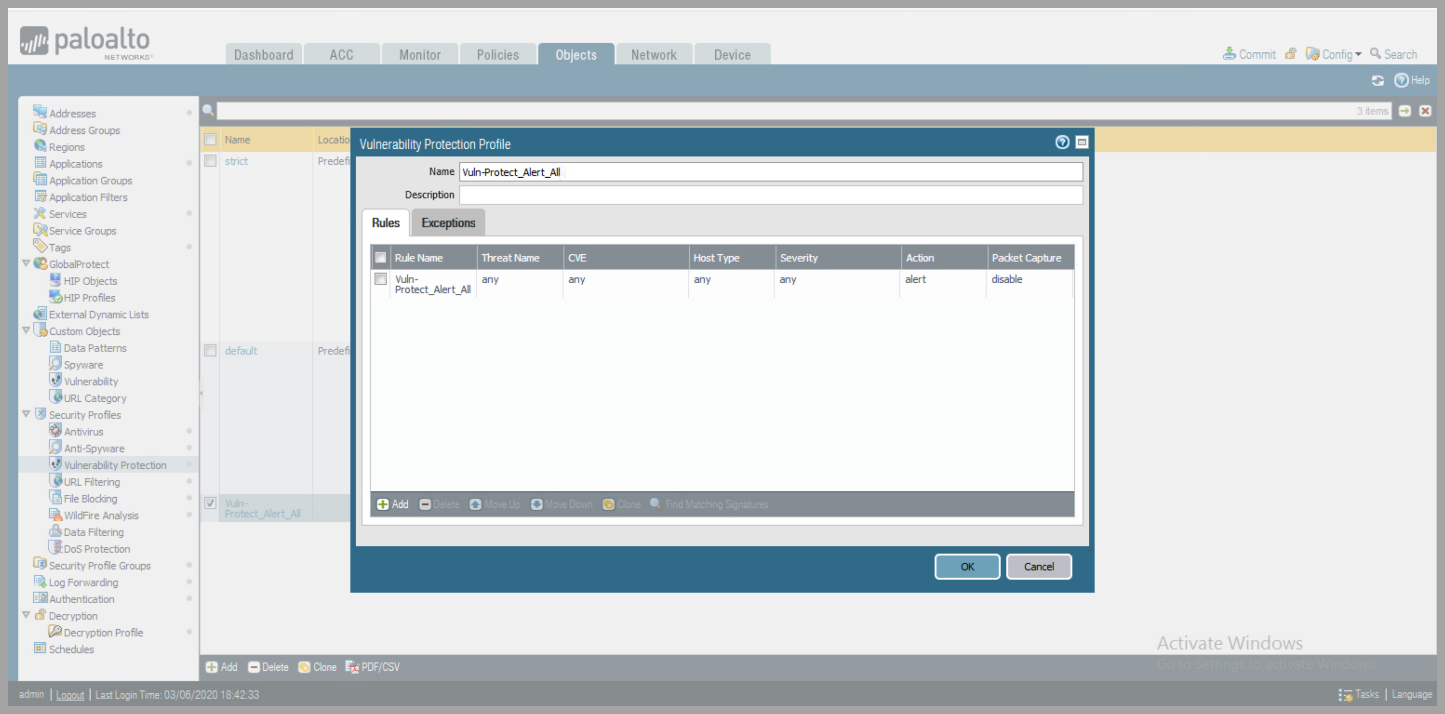 paloalto
NETWORKS
Dashboard ACC Monitor Policies Objects Network Device
Commit Config Search
Help
Addresses
Address Groups
Regions
Applications
Application Groups
Application Filters
Services
Service Groups
Tags
GlobalProtect
HIP Objects
HIP Profiles
External Dynamic Lists
Custom Objects
Data Patterns
Spyware
Vulnerability
URL Category
Security Profiles
Antivirus
Anti-Spyware
Vulnerability Protection
URL Filtering
File Blocking
WildFire Analysis
Data Filtering
DoS Protection
Security Profile Groups
Log Forwarding
Authentication
Decryption
Decryption Profile
Schedules
3 items
Name Locatio
strict Predefi
default Predefi
Vuln-
Protect_Alert_All
Vulnerability Protection Profile
Name Vuln-Protect_Alert_All
Description
Rules Exceptions
Rule Name Threat Name CVE Host Type Severity Action Packet Capture
Vuln- any any any any alert disable
Protect_Alert_All
Add Delete Move Up Move Down Clone Find Matching Signatures
OK Cancel
Activate Windows
Go to Settings to activate Windows.
Add Delete Clone PDF/CSV
admin | Logout | Last Login Time: 03/06/2020 18:42:33
Tasks | Language